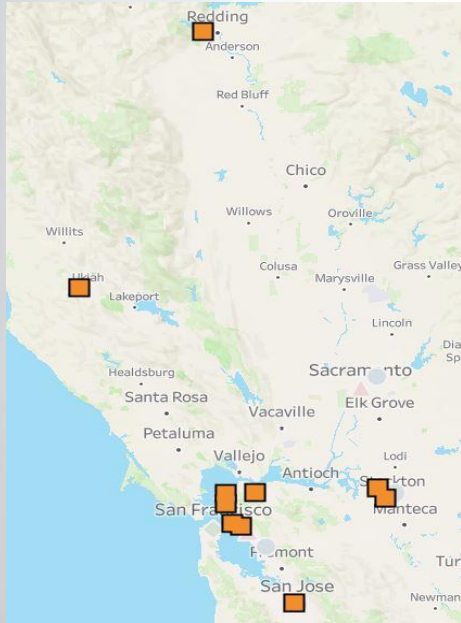 Redding
Anderson
Red Bluff
Chico
Willows
Oroville
Willits
Colusa
Marysville
Grass Valley
Ukiah
Lakeport
Lincoln
Healdsburg
Sacramento
Santa Rosa
Vacaville
Elk Grove
Petaluma
Vallejo
Lodi
Antioch
San Francisco
Manteca
San Jose
Newman